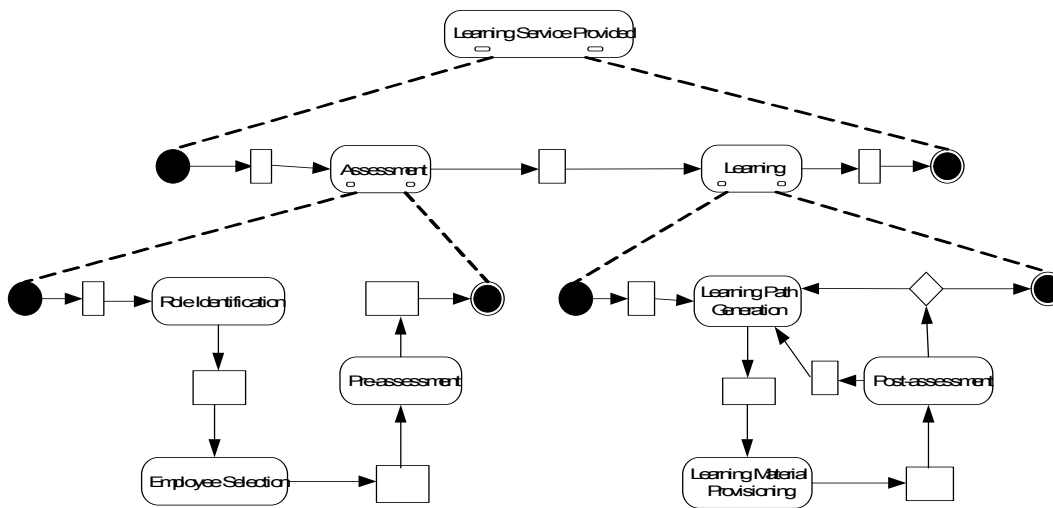 Learning Service Provided
Assessment
Learning
Role Identification
Learning Path
Generation
Pre-assessment
Post-assessment
Employee Selection
Learning Material
Provisioning